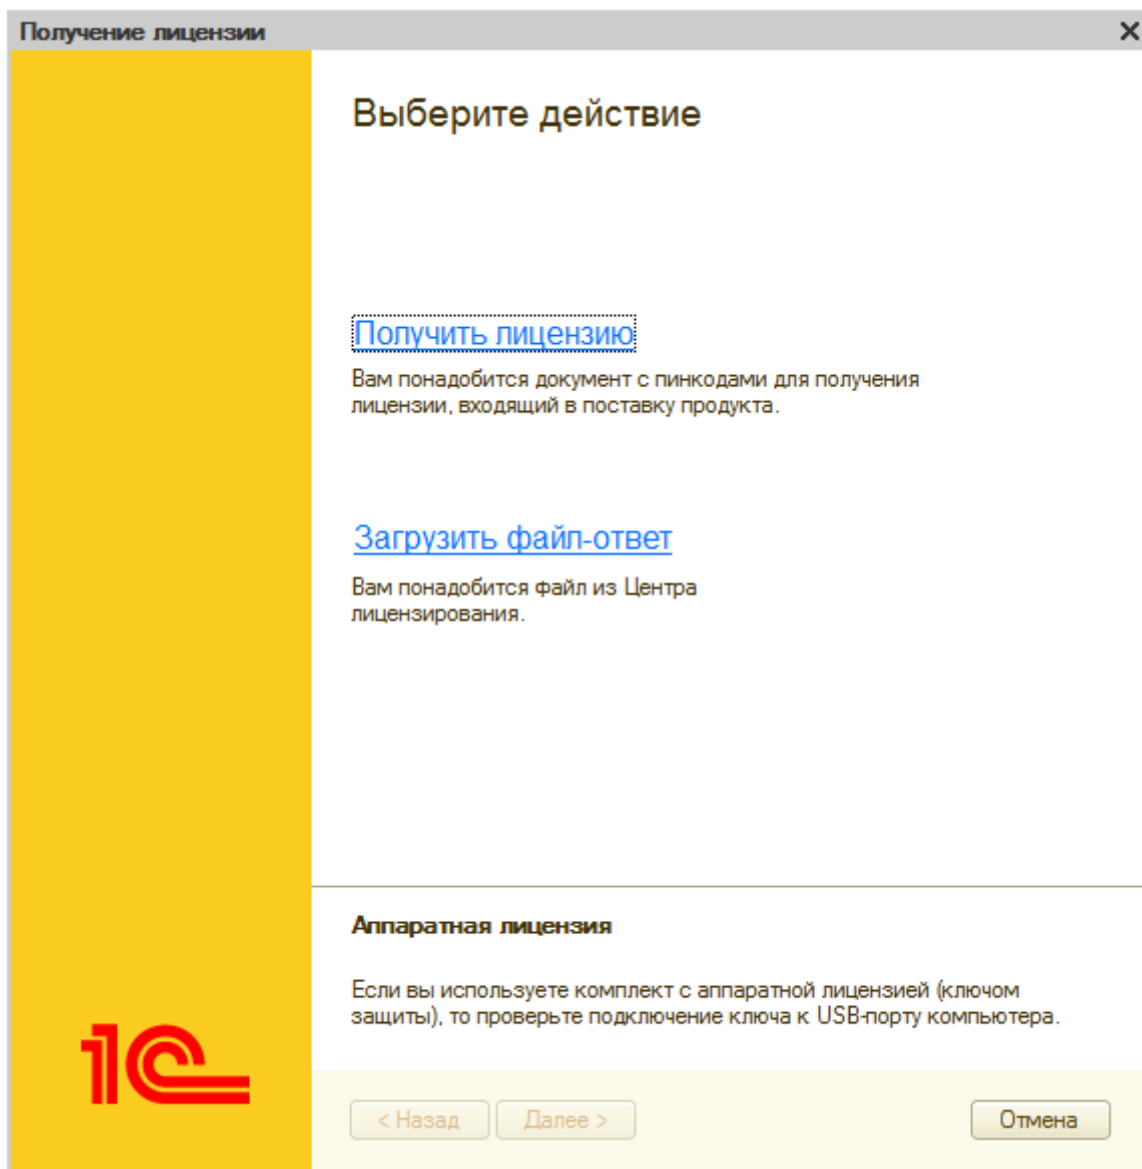 Получение лицензии
Выберите действие
Получить лицензию
Вам понадобится документ с пинкодами для получения
лицензии, входящий в поставку продукта.
Загрузить файл-ответ
Вам понадобится файл из Центра
лицензирования.
Аппаратная лицензия
Если вы используете комплект с аппаратной лицензией (ключом
защиты), то проверьте подключение ключа к USB-порту компьютера.
1С
< Назад Далее > Отмена